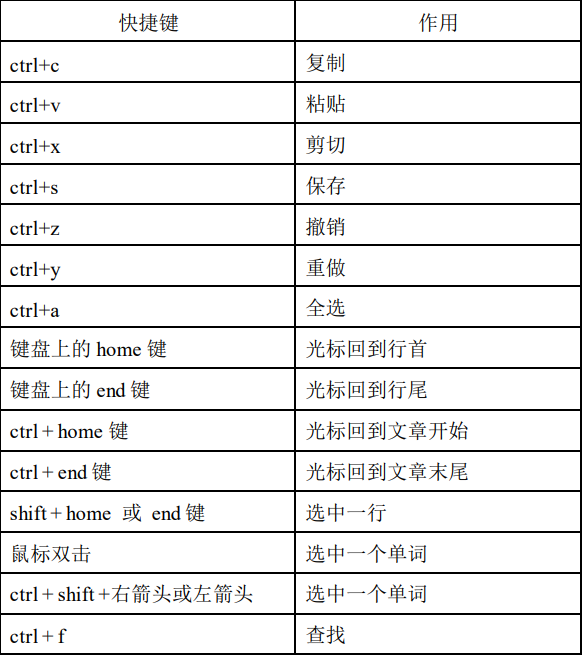 快捷键 作用
ctrl+c 复制
ctrl+v 粘贴
ctrl+x 剪切
ctrl+s 保存
ctrl+z 撤销
ctrl+y 重做
ctrl+a 全选
键盘上的 home 键 光标回到行首
键盘上的 end 键 光标回到行尾
ctrl + home 键 光标回到文章开始
ctrl + end 键 光标回到文章末尾
shift + home 或 end 键 选中一行
鼠标双击 选中一个单词
ctrl + shift +右箭头或左箭头 选中一个单词
ctrl + f 查找